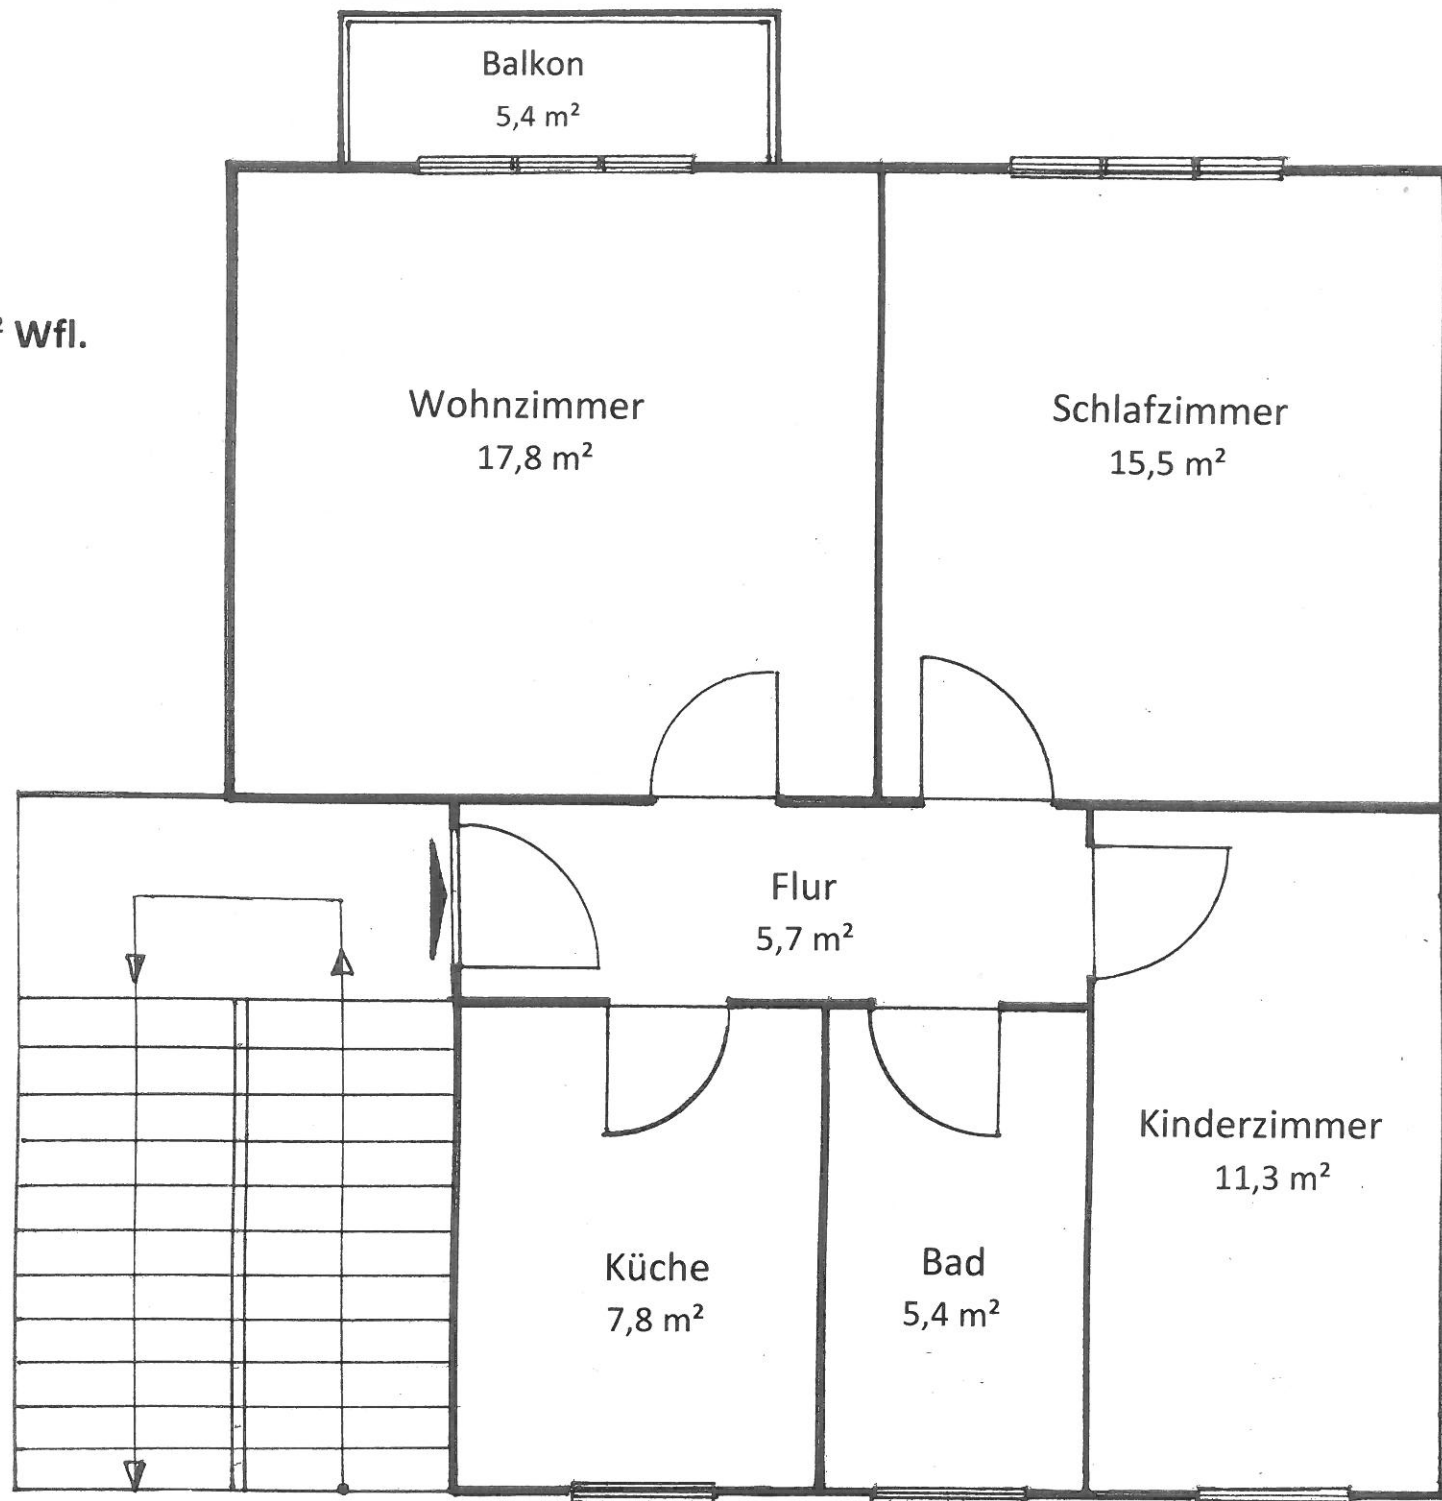 Balkon
5,4 m²
² Wfl.
Wohnzimmer
17,8 m²
Schlafzimmer
15,5 m²
Flur
5,7 m²
Kinderzimmer
11,3 m²
Küche
7,8 m²
Bad
5,4 m²